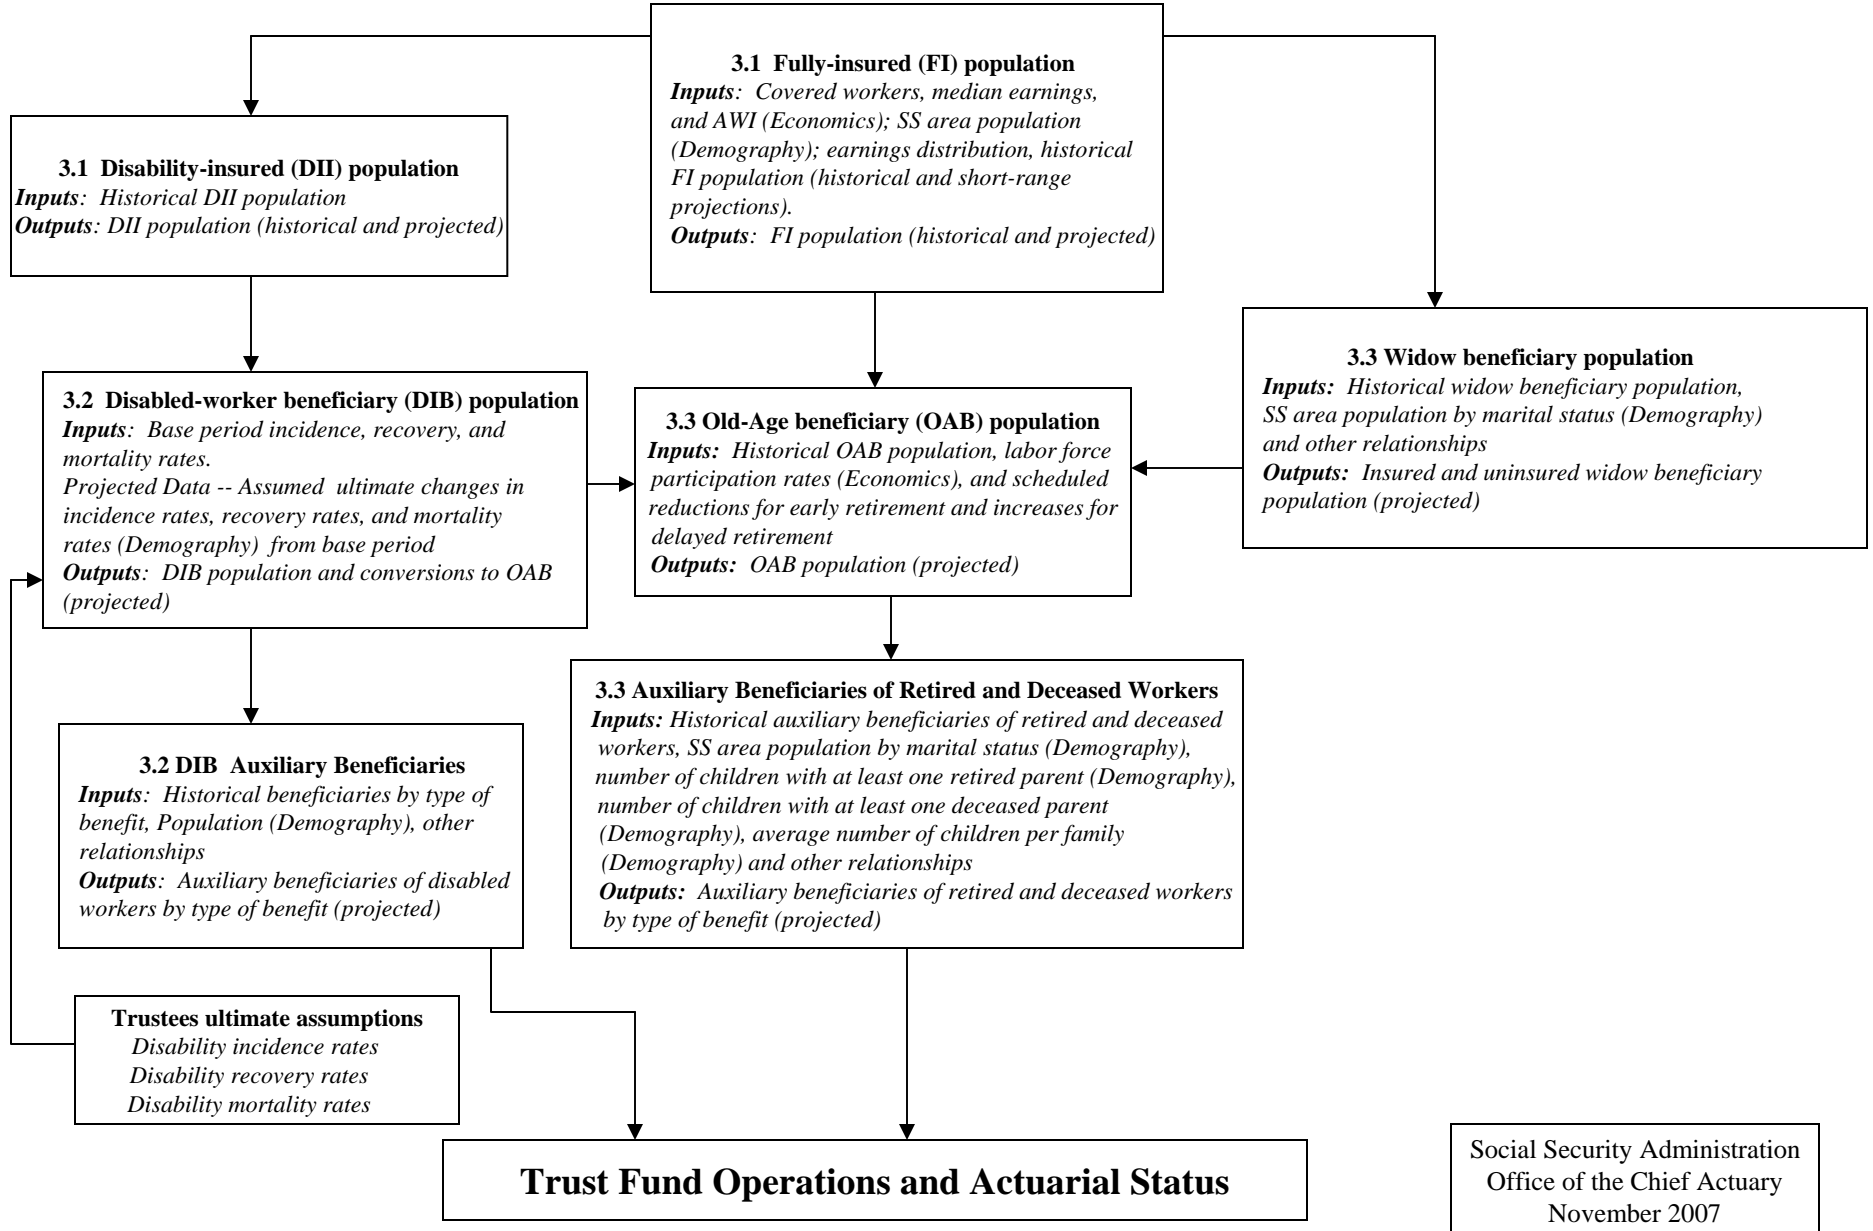 3.1 Fully-insured (FI) population
Inputs: Covered workers, median earnings,
and AWI (Economics); SS area population
(Demography); earnings distribution, historical
FI population (historical and short-range
projections).
Outputs: FI population (historical and projected)
3.1 Disability-insured (DII) population
Inputs: Historical DII population
Outputs: DII population (historical and projected)
3.2 Disabled-worker beneficiary (DIB) population
Inputs: Base period incidence, recovery, and
mortality rates.
Projected Data -- Assumed ultimate changes in
incidence rates, recovery rates, and mortality
rates (Demography) from base period
Outputs: DIB population and conversions to OAB
(projected)
3.3 Old-Age beneficiary (OAB) population
Inputs: Historical OAB population, labor force
participation rates (Economics), and scheduled
reductions for early retirement and increases for
delayed retirement
Outputs: OAB population (projected)
3.3 Widow beneficiary population
Inputs: Historical widow beneficiary population,
SS area population by marital status (Demography)
and other relationships
Outputs: Insured and uninsured widow beneficiary
population (projected)
3.2 DIB Auxiliary Beneficiaries
Inputs: Historical beneficiaries by type of
benefit, Population (Demography), other
relationships
Outputs: Auxiliary beneficiaries of disabled
workers by type of benefit (projected)
3.3 Auxiliary Beneficiaries of Retired and Deceased Workers
Inputs: Historical auxiliary beneficiaries of retired and deceased
workers, SS area population by marital status (Demography),
number of children with at least one retired parent (Demography),
number of children with at least one deceased parent
(Demography), average number of children per family
(Demography) and other relationships
Outputs: Auxiliary beneficiaries of retired and deceased workers
by type of benefit (projected)
Trustees ultimate assumptions
Disability incidence rates
Disability recovery rates
Disability mortality rates
Trust Fund Operations and Actuarial Status
Social Security Administration
Office of the Chief Actuary
November 2007